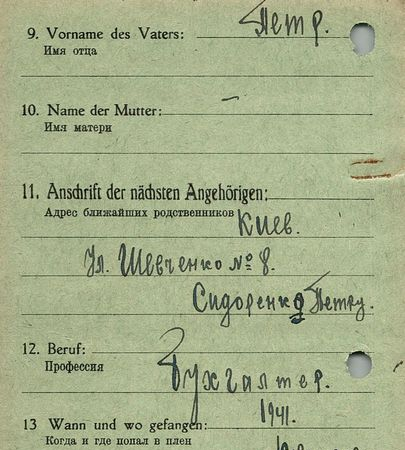 9. Vorname des Vaters: Петр.
Имя отца
10. Name der Mutter: —
Имя матери
11. Anschrift der nächsten Angehörigen:
Адрес ближайших родственников Киев.
Ул. Шевченко № 8.
Сидоренко Петру.
12. Beruf:
Профессия Бухгалтер.
13 Wann und wo gefangen: 1941.
Когда и где попал в плен